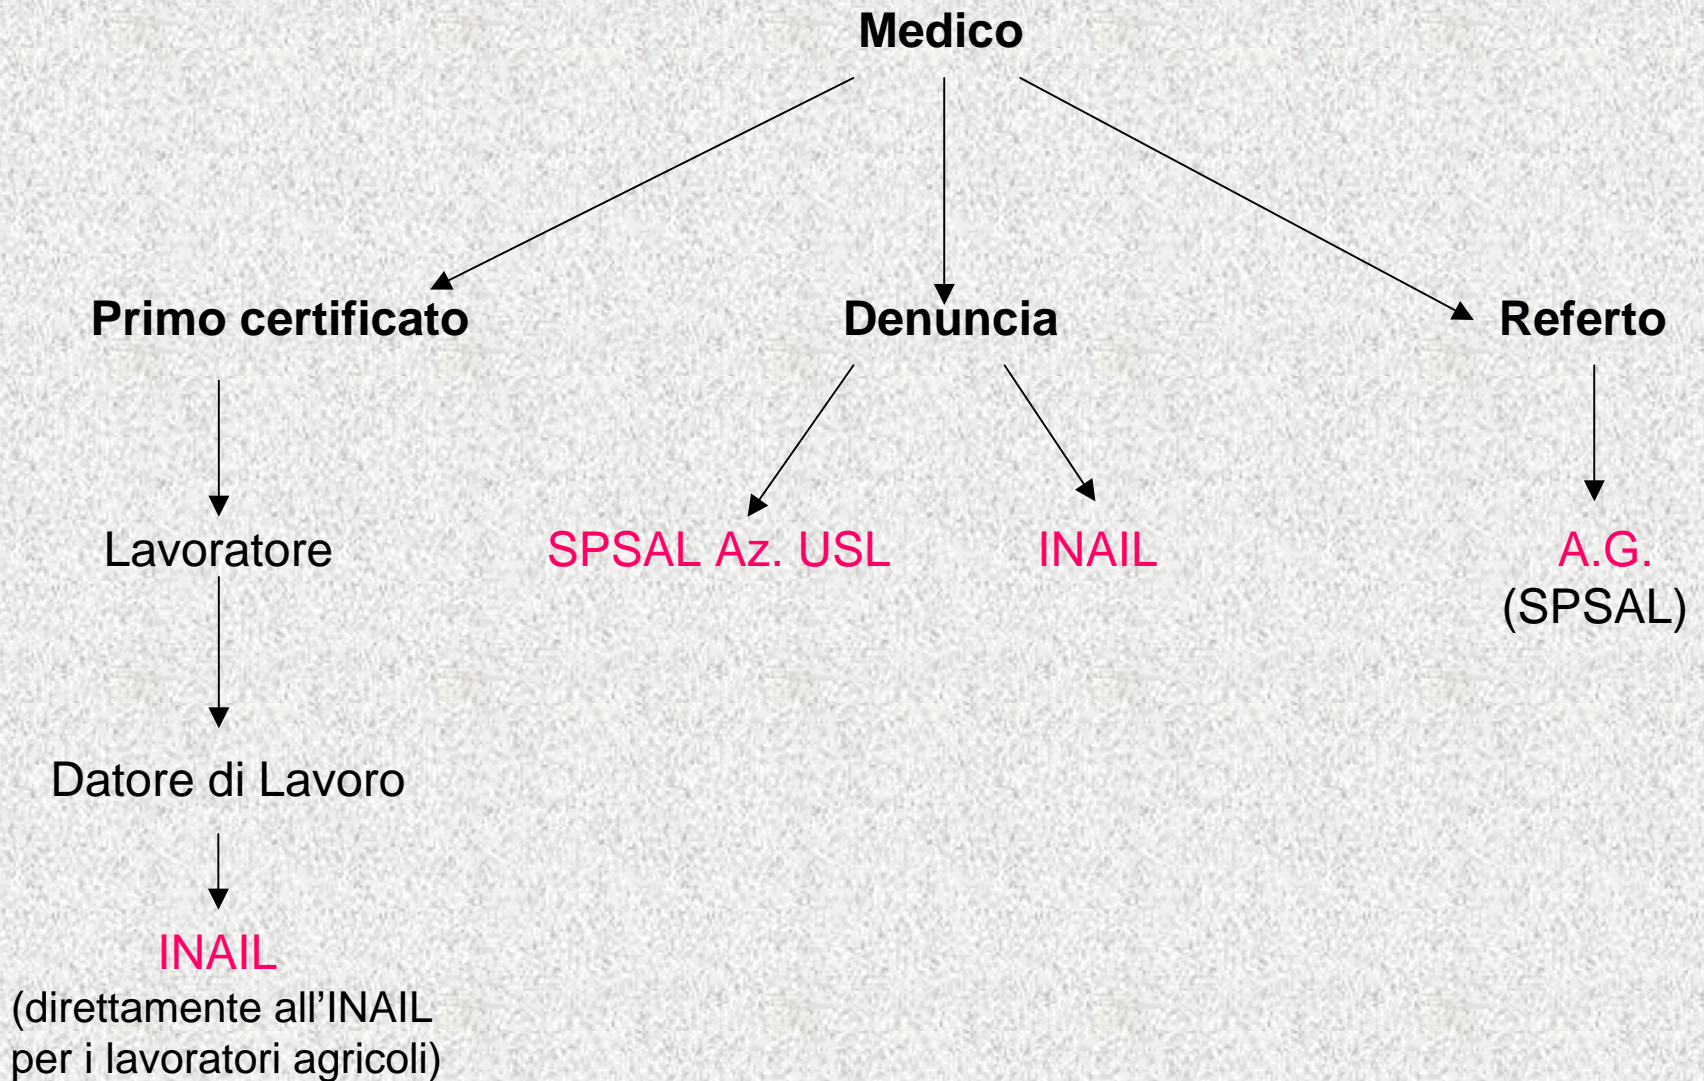 Medico
Primo certificato
Denuncia
Referto
Lavoratore
SPSAL Az. USL
INAIL
A.G.
(SPSAL)
Datore di Lavoro
INAIL
(direttamente all’INAIL
per i lavoratori agricoli)